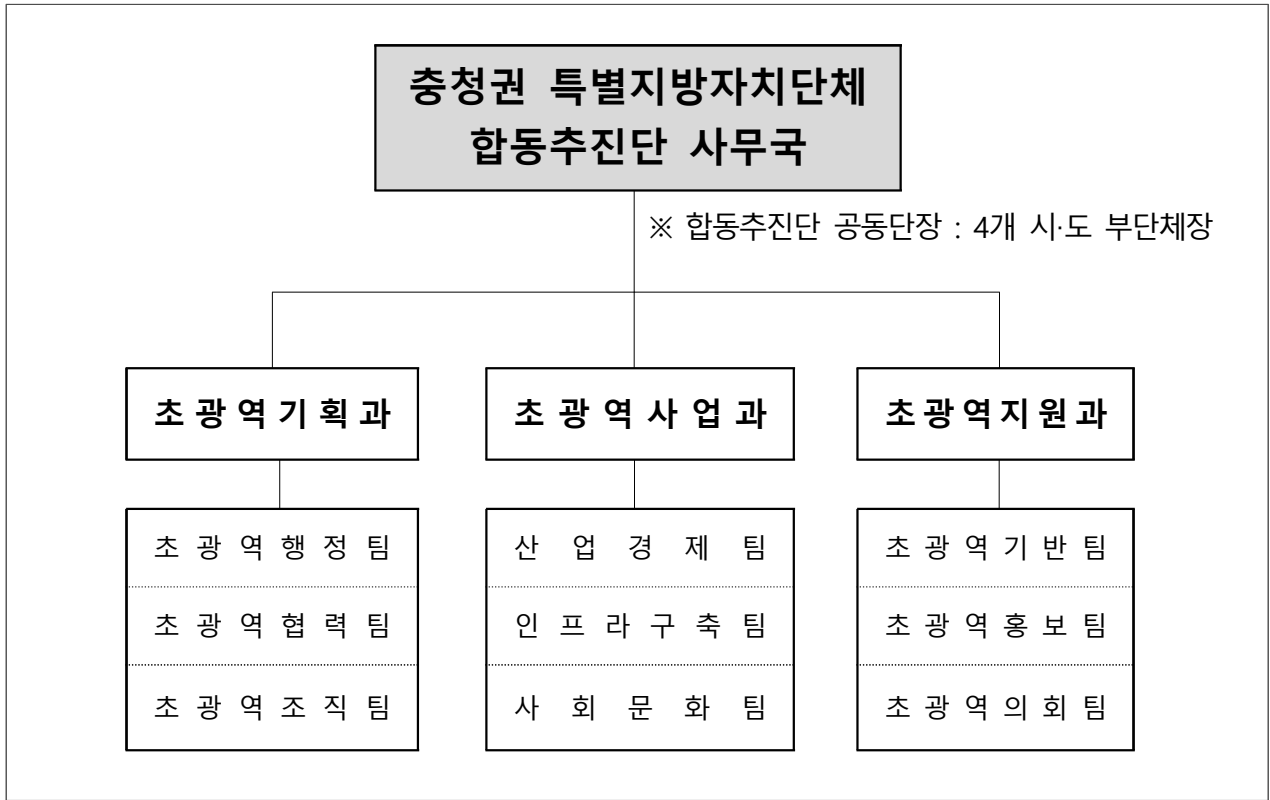 충청권 특별지방자치단체
합동추진단 사무국
※ 합동추진단 공동단장 : 4개 시·도 부단체장
초광역기획과
초광역행정팀
초광역협력팀
초광역조직팀
초광역사업과
산업경제팀
인프라구축팀
사회문화팀
초광역지원과
초광역기반팀
초광역홍보팀
초광역의회팀